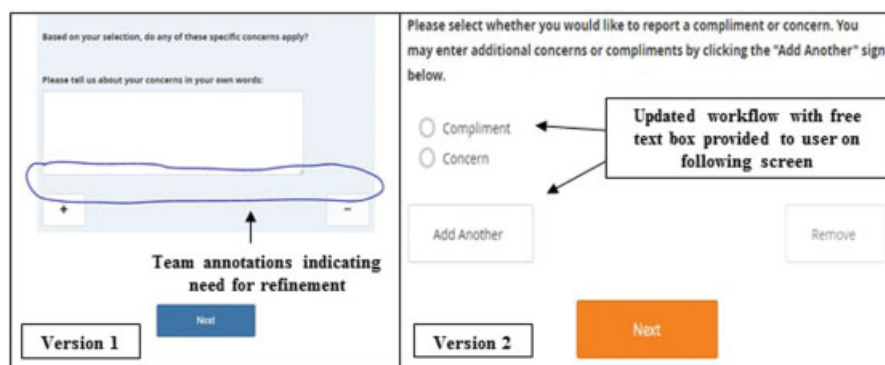 Based on your selection, do any of these specific concerns apply?
Please tell us about your concerns in your own words:
+
−
Team annotations indicating
need for refinement
Next
Version 1
Please select whether you would like to report a compliment or concern. You
may enter additional concerns or compliments by clicking the "Add Another" sign
below.
Compliment
Concern
Updated workflow with free
text box provided to user on
following screen
Add Another
Remove
Next
Version 2